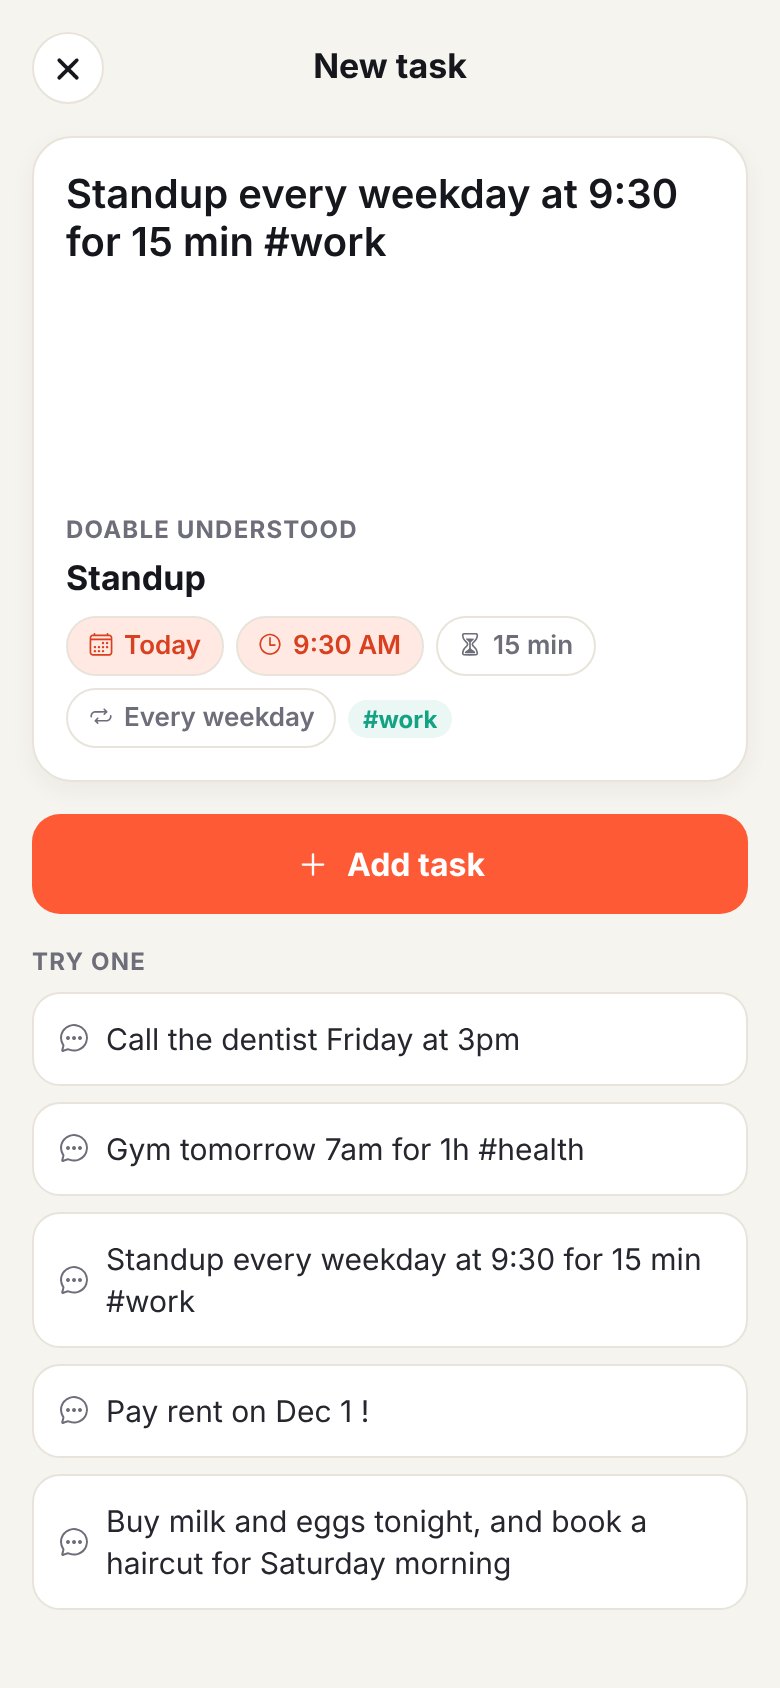 New task
Standup every weekday at 9:30
for 15 min #work
DOABLE UNDERSTOOD
Standup
Today
9:30 AM
15 min
Every weekday
#work
Add task
TRY ONE
Call the dentist Friday at 3pm
Gym tomorrow 7am for 1h #health
Standup every weekday at 9:30 for 15 min
#work
Pay rent on Dec 1 !
Buy milk and eggs tonight, and book a
haircut for Saturday morning